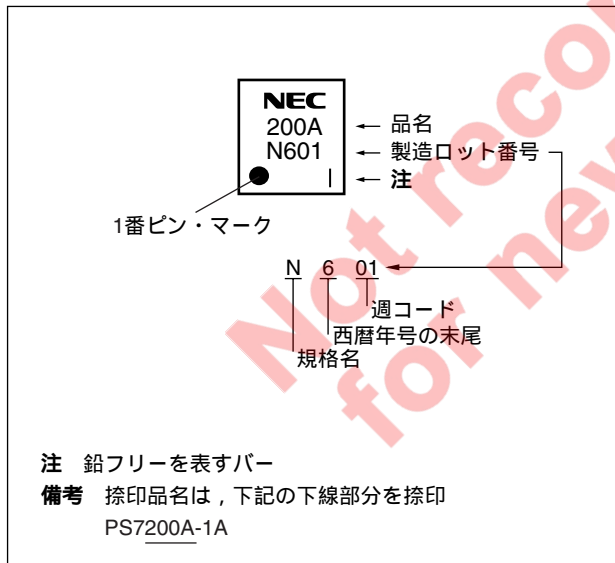 NEC
200A ← 品名
N601 ← 製造ロット番号
← 注
1番ピン・マーク
N 6 01
週コード
西暦年号の末尾
規格名
注 鉛フリーを表すバー
備考 捺印品名は，下記の下線部分を捺印
PS7200A-1A
Not recom
for new